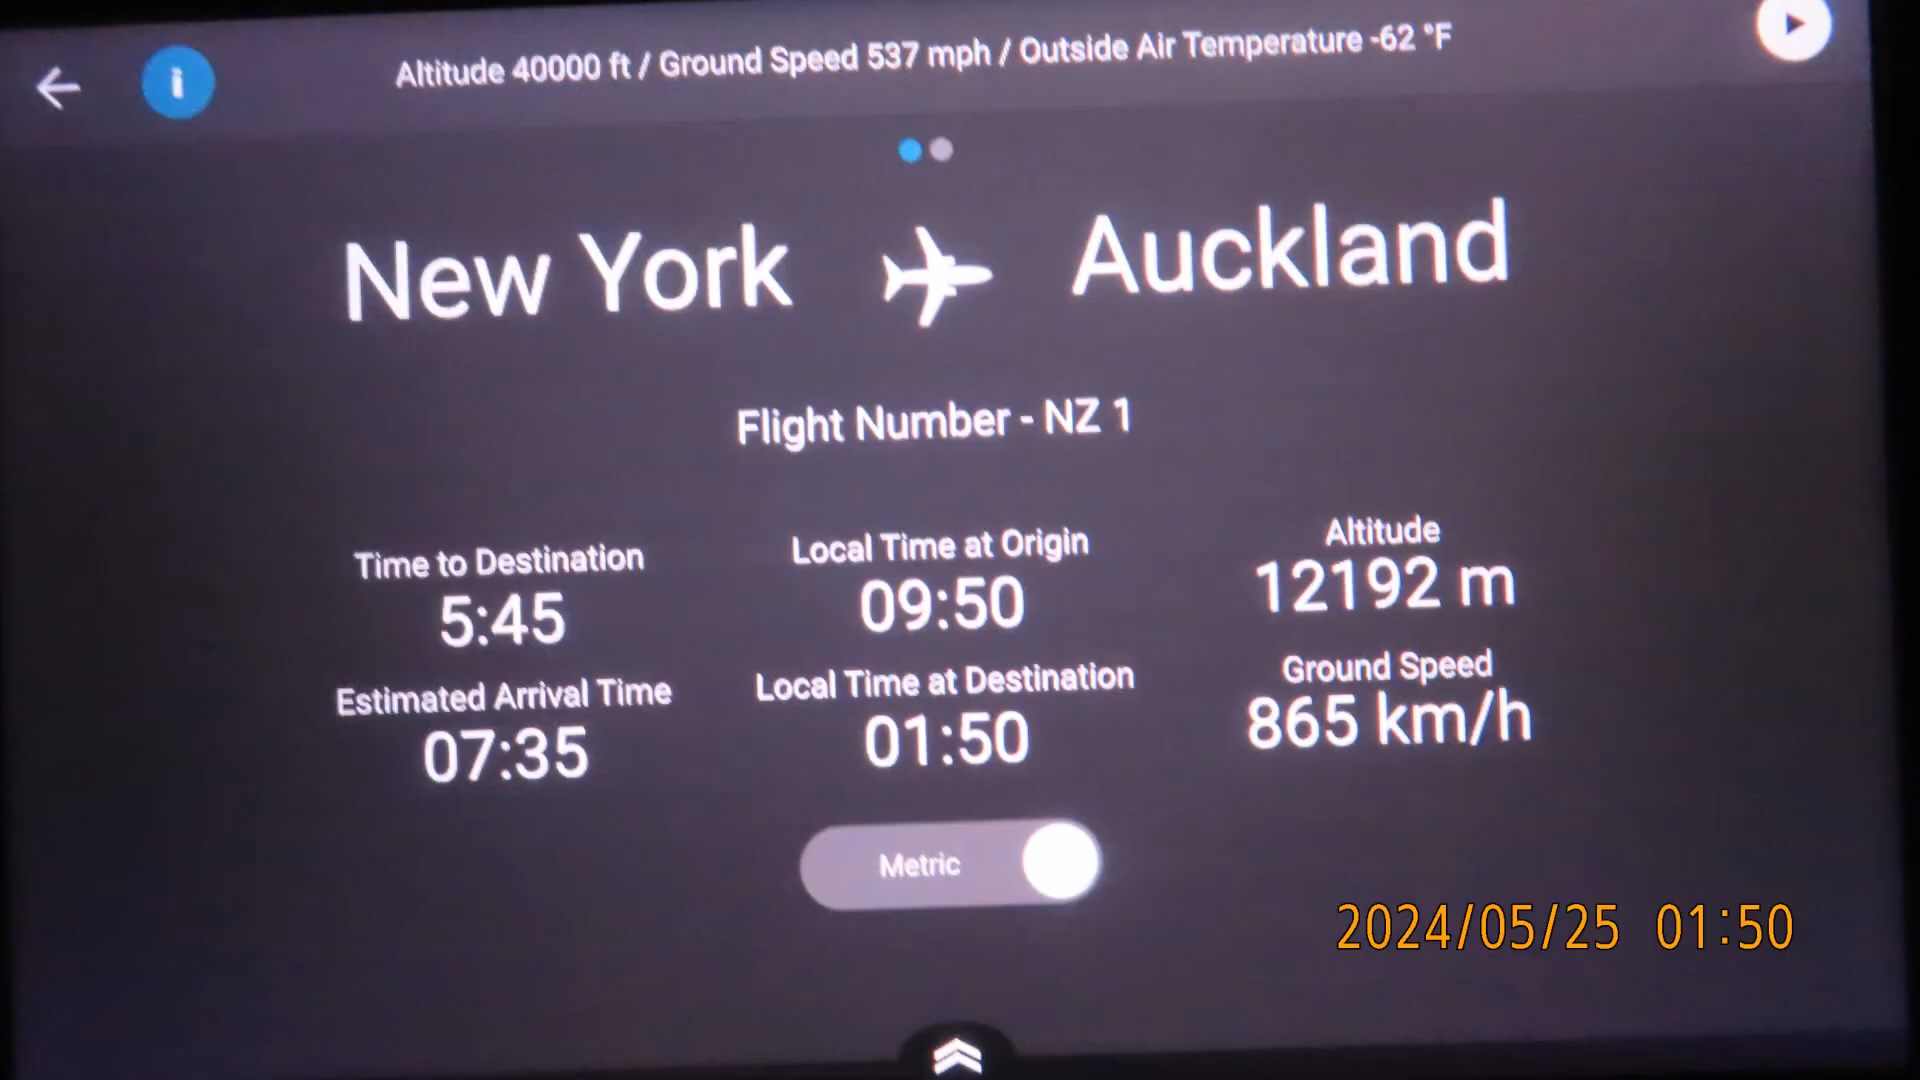 i
Altitude 40000 ft / Ground Speed 537 mph / Outside Air Temperature -62 °F
New York Auckland
Flight Number - NZ 1
Time to Destination
5:45
Estimated Arrival Time
07:35
Local Time at Origin
09:50
Local Time at Destination
01:50
Altitude
12192 m
Ground Speed
865 km/h
Metric
2024/05/25 01:50